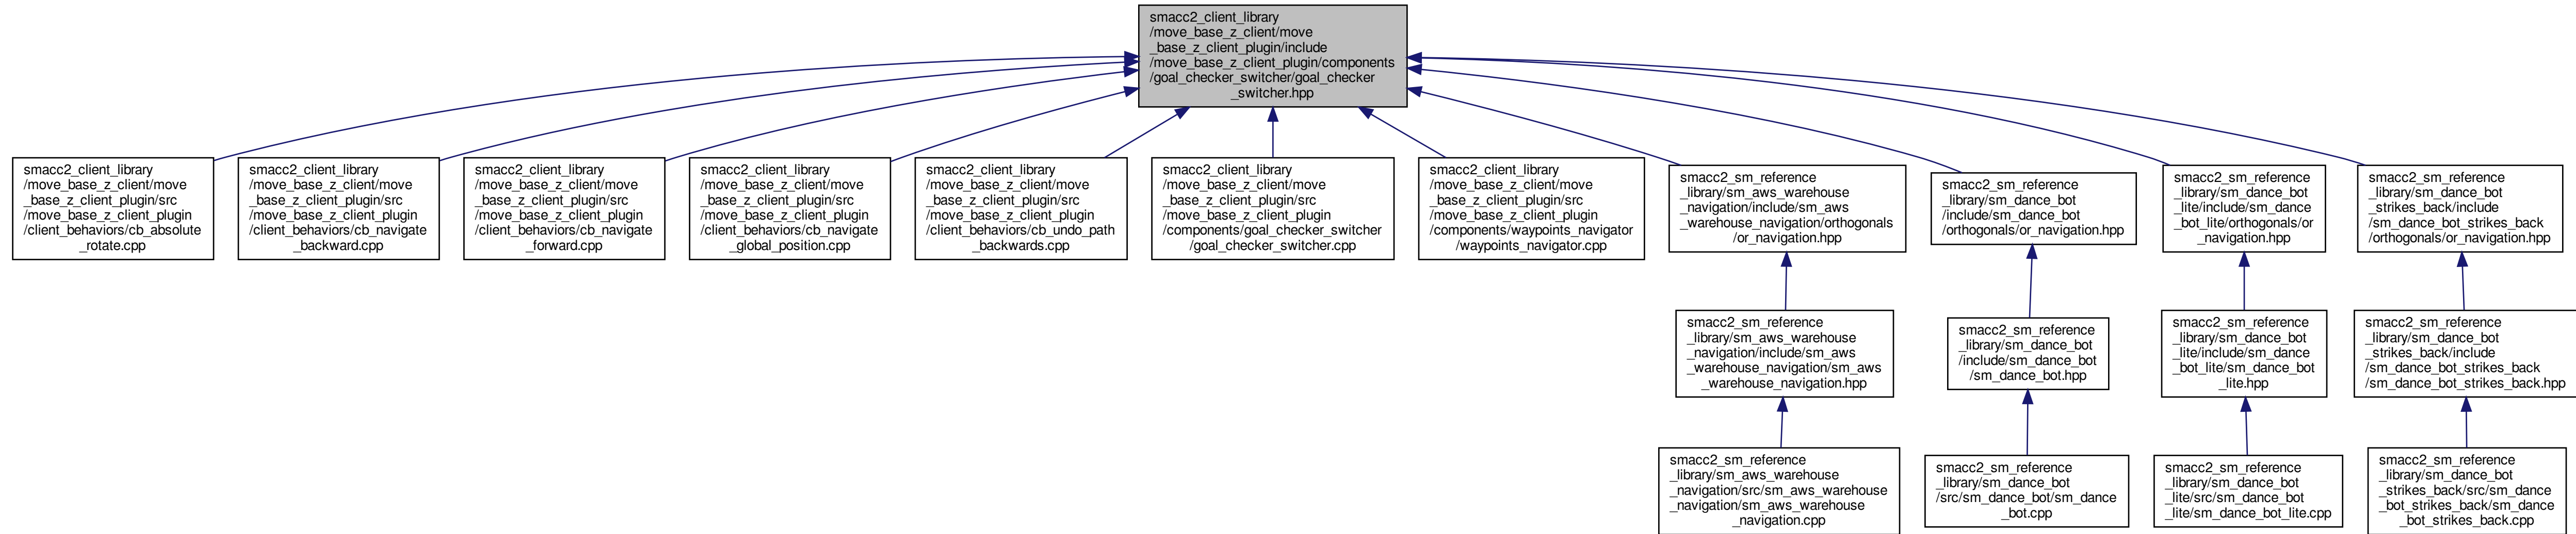 smacc2_client_library
/move_base_z_client/move
_base_z_client_plugin/include
/move_base_z_client_plugin/components
/goal_checker_switcher/goal_checker
_switcher.hpp
smacc2_client_library
/move_base_z_client/move
_base_z_client_plugin/src
/move_base_z_client_plugin
/client_behaviors/cb_absolute
_rotate.cpp
smacc2_client_library
/move_base_z_client/move
_base_z_client_plugin/src
/move_base_z_client_plugin
/client_behaviors/cb_navigate
_backward.cpp
smacc2_client_library
/move_base_z_client/move
_base_z_client_plugin/src
/move_base_z_client_plugin
/client_behaviors/cb_navigate
_forward.cpp
smacc2_client_library
/move_base_z_client/move
_base_z_client_plugin/src
/move_base_z_client_plugin
/client_behaviors/cb_navigate
_global_position.cpp
smacc2_client_library
/move_base_z_client/move
_base_z_client_plugin/src
/move_base_z_client_plugin
/client_behaviors/cb_undo_path
_backwards.cpp
smacc2_client_library
/move_base_z_client/move
_base_z_client_plugin/src
/move_base_z_client_plugin
/components/goal_checker_switcher
/goal_checker_switcher.cpp
smacc2_client_library
/move_base_z_client/move
_base_z_client_plugin/src
/move_base_z_client_plugin
/components/waypoints_navigator
/waypoints_navigator.cpp
smacc2_sm_reference
_library/sm_aws_warehouse
_navigation/include/sm_aws
_warehouse_navigation/orthogonals
/or_navigation.hpp
smacc2_sm_reference
_library/sm_dance_bot
/include/sm_dance_bot
/orthogonals/or_navigation.hpp
smacc2_sm_reference
_library/sm_dance_bot
_lite/include/sm_dance
_bot_lite/orthogonals/or
_navigation.hpp
smacc2_sm_reference
_library/sm_dance_bot
_strikes_back/include
/sm_dance_bot_strikes_back
/orthogonals/or_navigation.hpp
smacc2_sm_reference
_library/sm_aws_warehouse
_navigation/include/sm_aws
_warehouse_navigation/sm_aws
_warehouse_navigation.hpp
smacc2_sm_reference
_library/sm_dance_bot
/include/sm_dance_bot
/sm_dance_bot.hpp
smacc2_sm_reference
_library/sm_dance_bot
_lite/include/sm_dance
_bot_lite/sm_dance_bot
_lite.hpp
smacc2_sm_reference
_library/sm_dance_bot
_strikes_back/include
/sm_dance_bot_strikes_back
/sm_dance_bot_strikes_back.hpp
smacc2_sm_reference
_library/sm_aws_warehouse
_navigation/src/sm_aws_warehouse
_navigation/sm_aws_warehouse
_navigation.cpp
smacc2_sm_reference
_library/sm_dance_bot
/src/sm_dance_bot/sm_dance
_bot.cpp
smacc2_sm_reference
_library/sm_dance_bot
_lite/src/sm_dance_bot
_lite/sm_dance_bot_lite.cpp
smacc2_sm_reference
_library/sm_dance_bot
_strikes_back/src/sm_dance
_bot_strikes_back/sm_dance
_bot_strikes_back.cpp